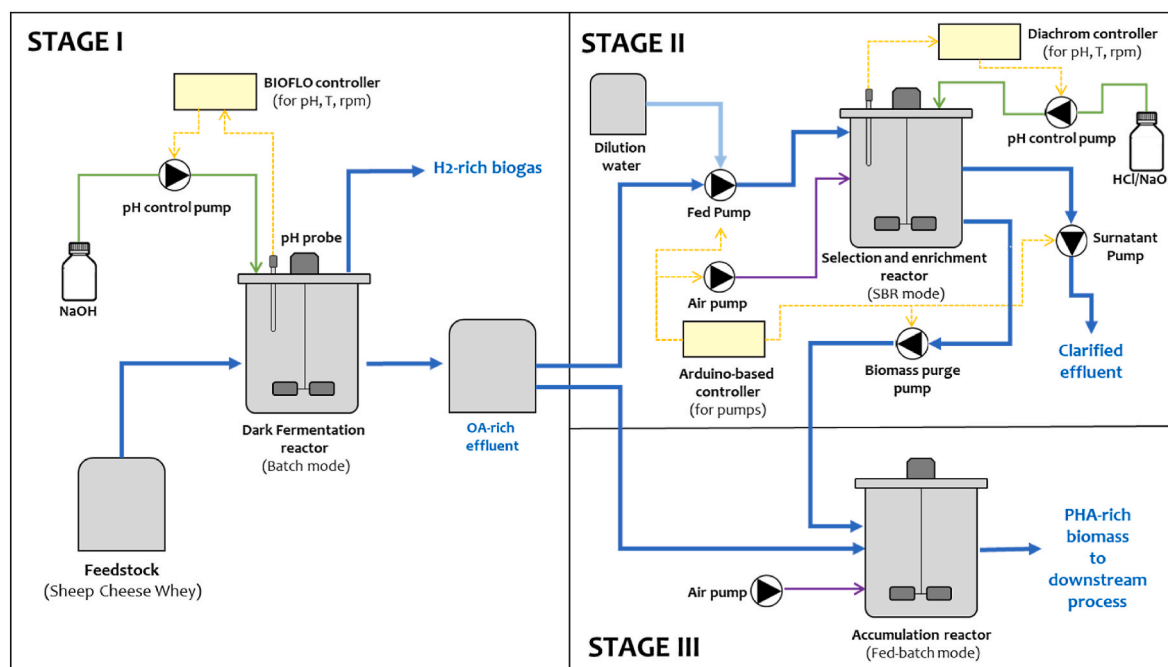 STAGE I
BIOFLO controller
(for pH, T, rpm)
H2-rich biogas
pH control pump
pH probe
NaOH
Dark Fermentation
reactor
(Batch mode)
OA-rich
effluent
Feedstock
(Sheep Cheese Whey)
STAGE II
Diachrom controller
(for pH, T, rpm)
Dilution
water
pH control pump
HCl/NaO
Fed Pump
Surnatant
Pump
Selection and enrichment
reactor
(SBR mode)
Air pump
Arduino-based
controller
(for pumps)
Biomass purge
pump
Clarified
effluent
PHA-rich
biomass
to
downstream
process
Air pump
Accumulation reactor
(Fed-batch mode)
STAGE III